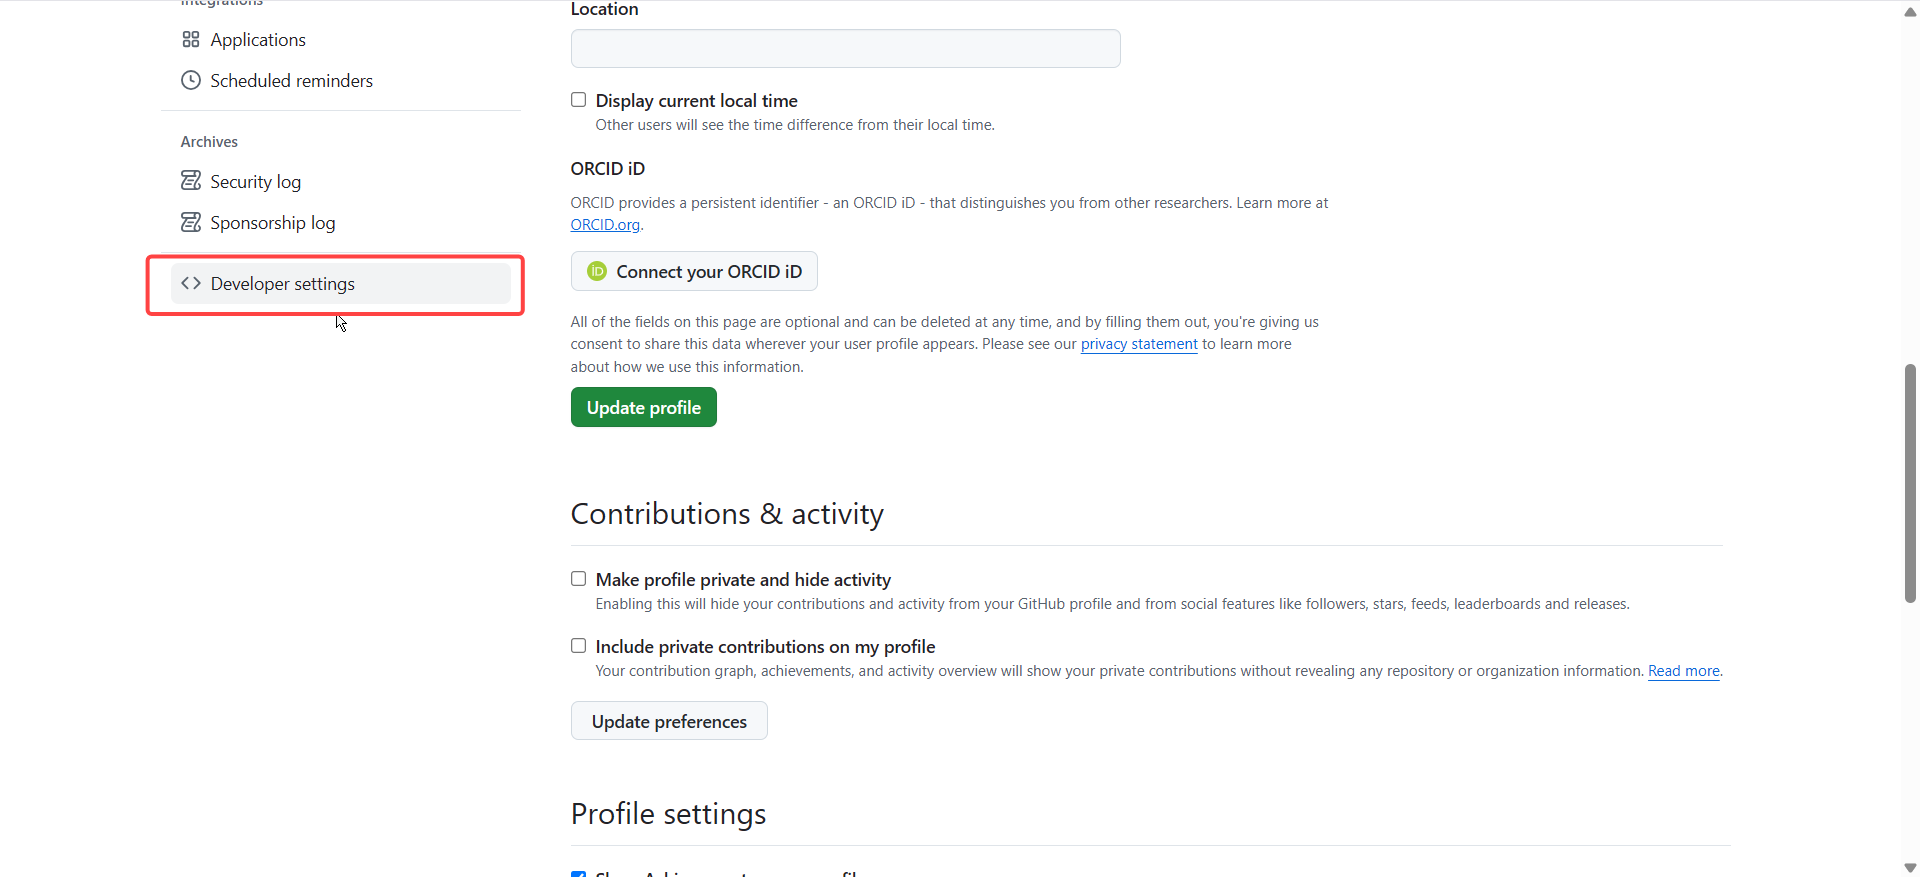 Integrations
Applications
Scheduled reminders
Archives
Security log
Sponsorship log
Developer settings
Location
Display current local time
Other users will see the time difference from their local time.
ORCID iD
ORCID provides a persistent identifier - an ORCID iD - that distinguishes you from other researchers. Learn more at
ORCID.org.
iD Connect your ORCID iD
All of the fields on this page are optional and can be deleted at any time, and by filling them out, you're giving us
consent to share this data wherever your user profile appears. Please see our privacy statement to learn more
about how we use this information.
Update profile
Contributions & activity
Make profile private and hide activity
Enabling this will hide your contributions and activity from your GitHub profile and from social features like followers, stars, feeds, leaderboards and releases.
Include private contributions on my profile
Your contribution graph, achievements, and activity overview will show your private contributions without revealing any repository or organization information. Read more.
Update preferences
Profile settings